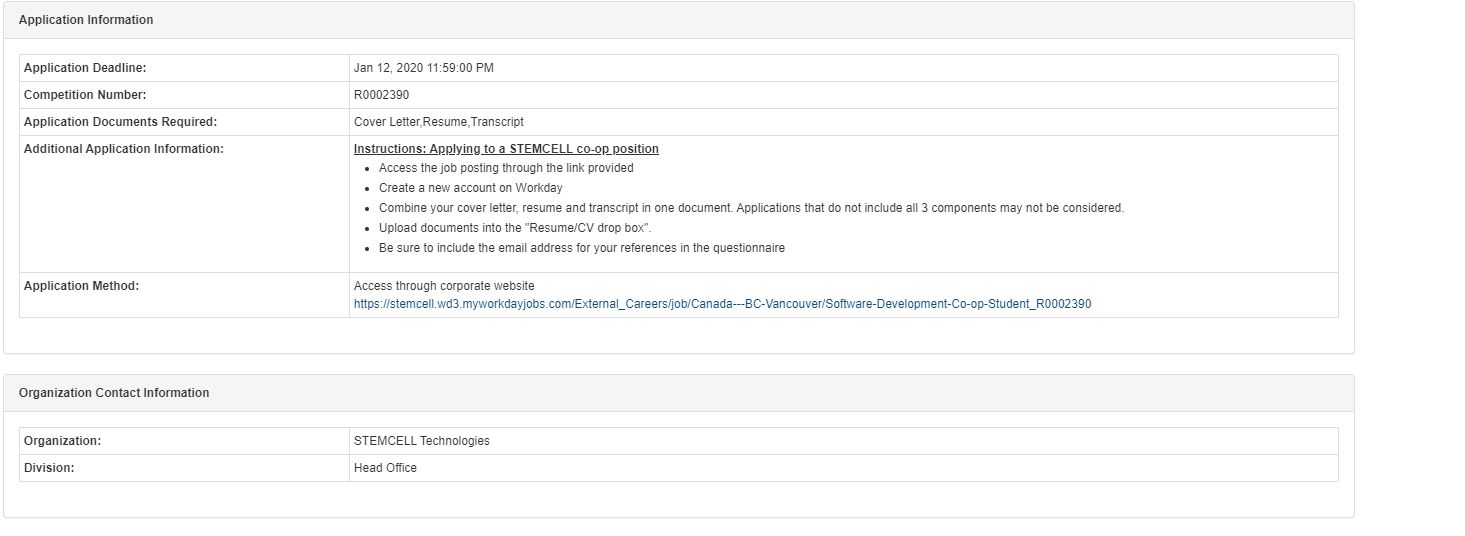 Application Information
Application Deadline: Jan 12, 2020 11:59:00 PM
Competition Number: R0002390
Application Documents Required: Cover Letter,Resume,Transcript
Additional Application Information: Instructions: Applying to a STEMCELL co-op position
• Access the job posting through the link provided
• Create a new account on Workday
• Combine your cover letter, resume and transcript in one document. Applications that do not include all 3 components may not be considered.
• Upload documents into the "Resume/CV drop box".
• Be sure to include the email address for your references in the questionnaire
Application Method: Access through corporate website
https://stemcell.wd3.myworkdayjobs.com/External_Careers/job/Canada---BC-Vancouver/Software-Development-Co-op-Student_R0002390
Organization Contact Information
Organization: STEMCELL Technologies
Division: Head Office